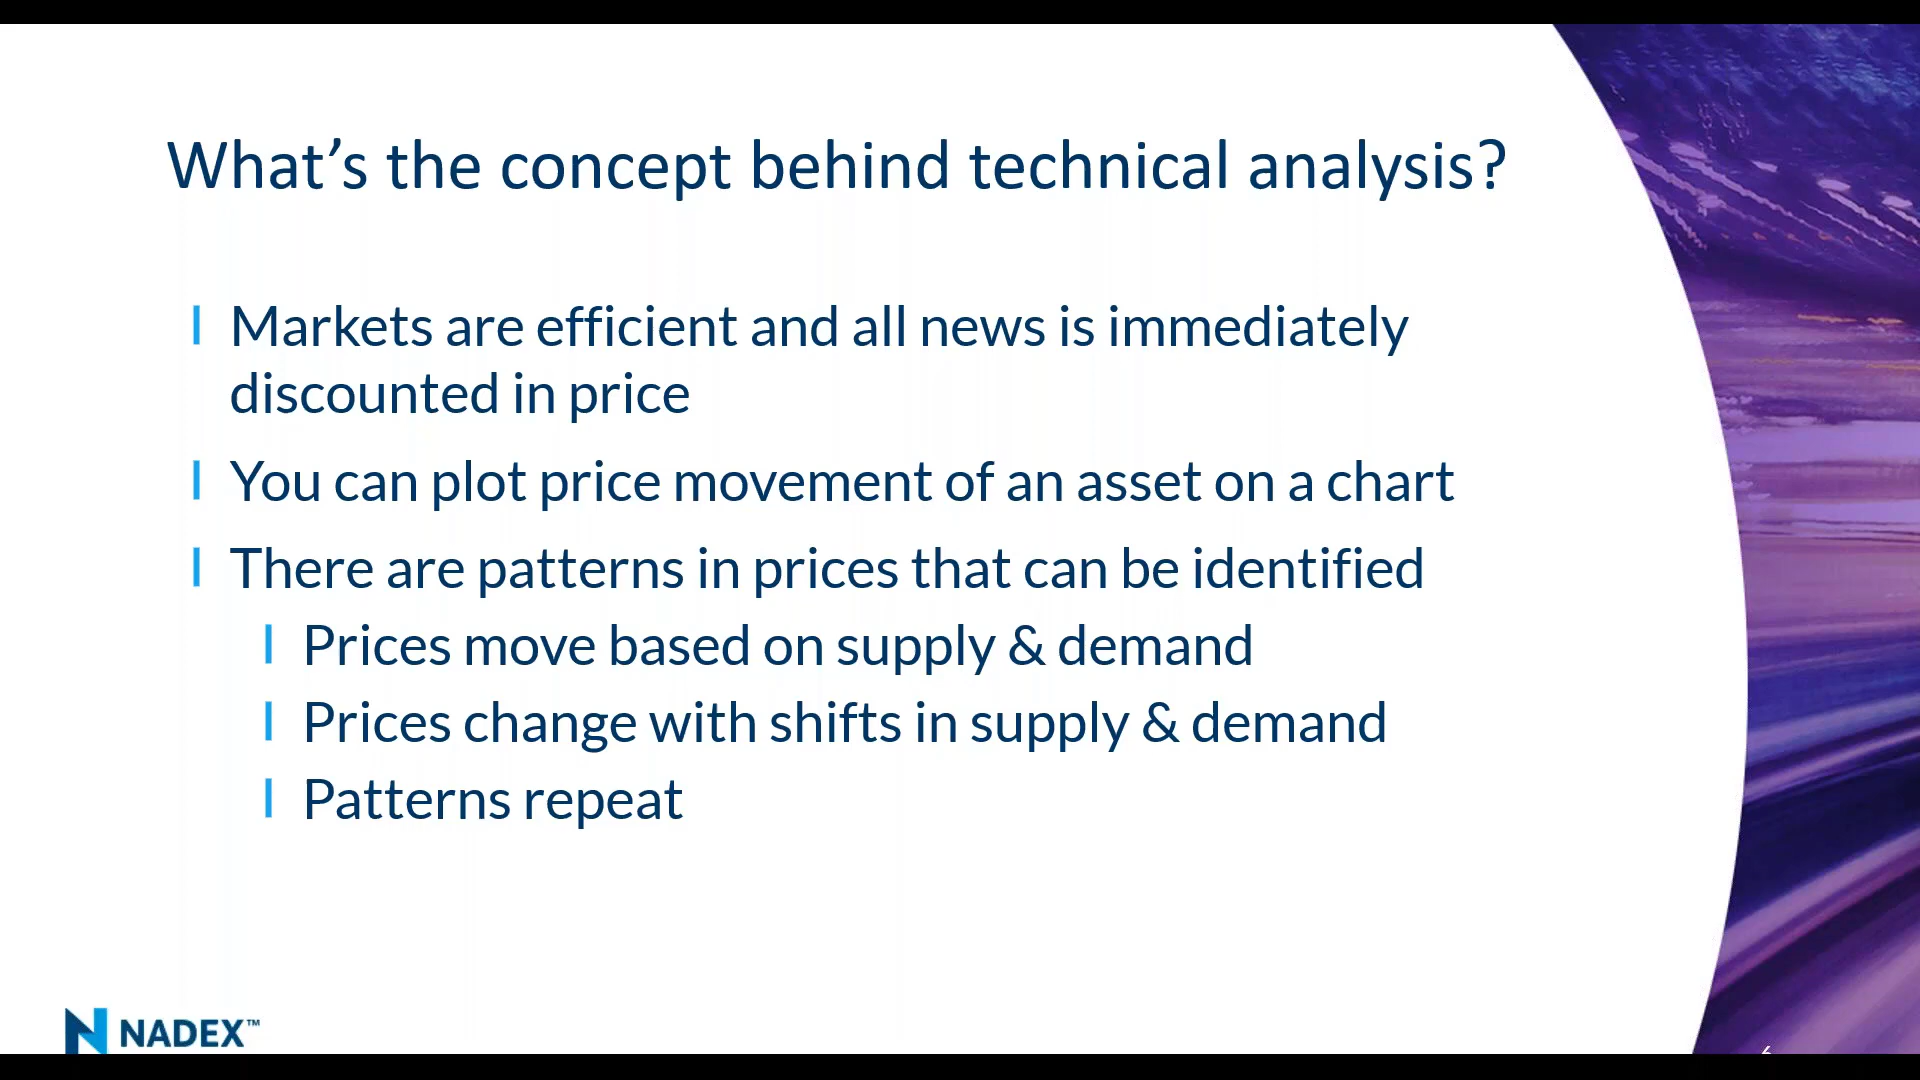 What’s the concept behind technical analysis?
Markets are efficient and all news is immediately
discounted in price
You can plot price movement of an asset on a chart
There are patterns in prices that can be identified
Prices move based on supply & demand
Prices change with shifts in supply & demand
Patterns repeat
NADEX™